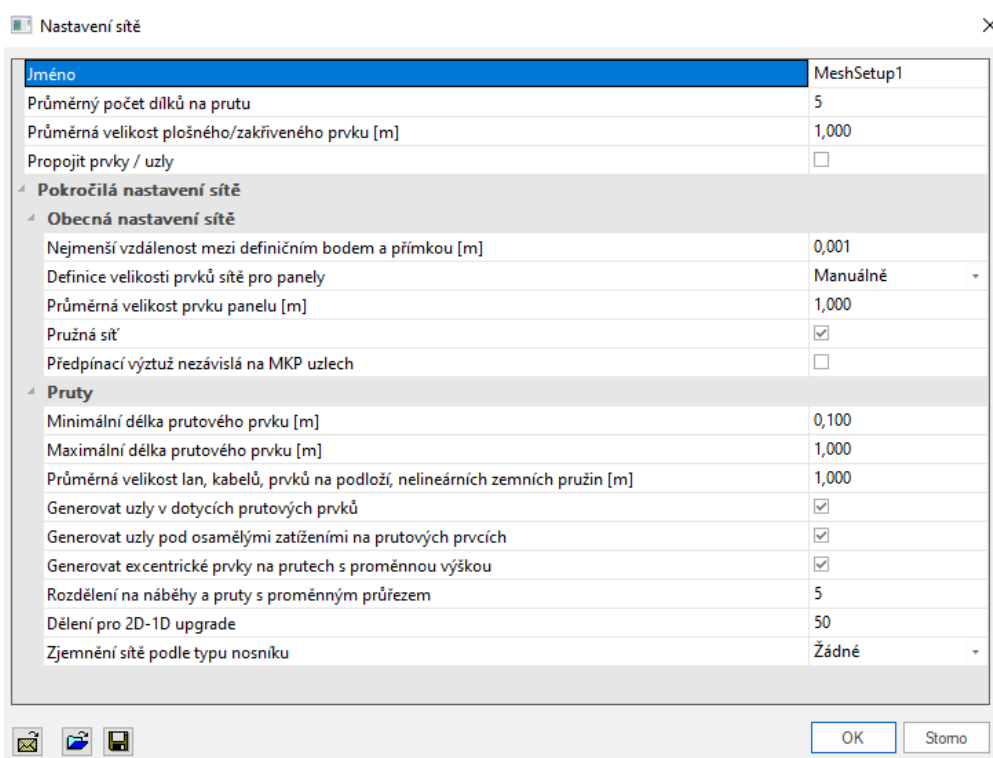 Nastavení sítě
Jméno MeshSetup1
Průměrný počet dílků na prutu 5
Průměrná velikost plošného/zakřiveného prvku [m] 1,000
Propojit prvky / uzly
Pokročilá nastavení sítě
Obecná nastavení sítě
Nejmenší vzdálenost mezi definičním bodem a přímkou [m] 0,001
Definice velikosti prvků sítě pro panely Manuálně
Průměrná velikost prvku panelu [m] 1,000
Pružná síť
Předpínací výztuž nezávislá na MKP uzlech
Pruty
Minimální délka prutového prvku [m] 0,100
Maximální délka prutového prvku [m] 1,000
Průměrná velikost lan, kabelů, prvků na podloží, nelineárních zemních pružin [m] 1,000
Generovat uzly v dotycích prutových prvků
Generovat uzly pod osamělými zatíženími na prutových prvcích
Generovat excentrické prvky na prutech s proměnnou výškou
Rozdělení na náběhy a pruty s proměnným průřezem 5
Dělení pro 2D-1D upgrade 50
Zjemnění sítě podle typu nosníku Žádné
OK Storno